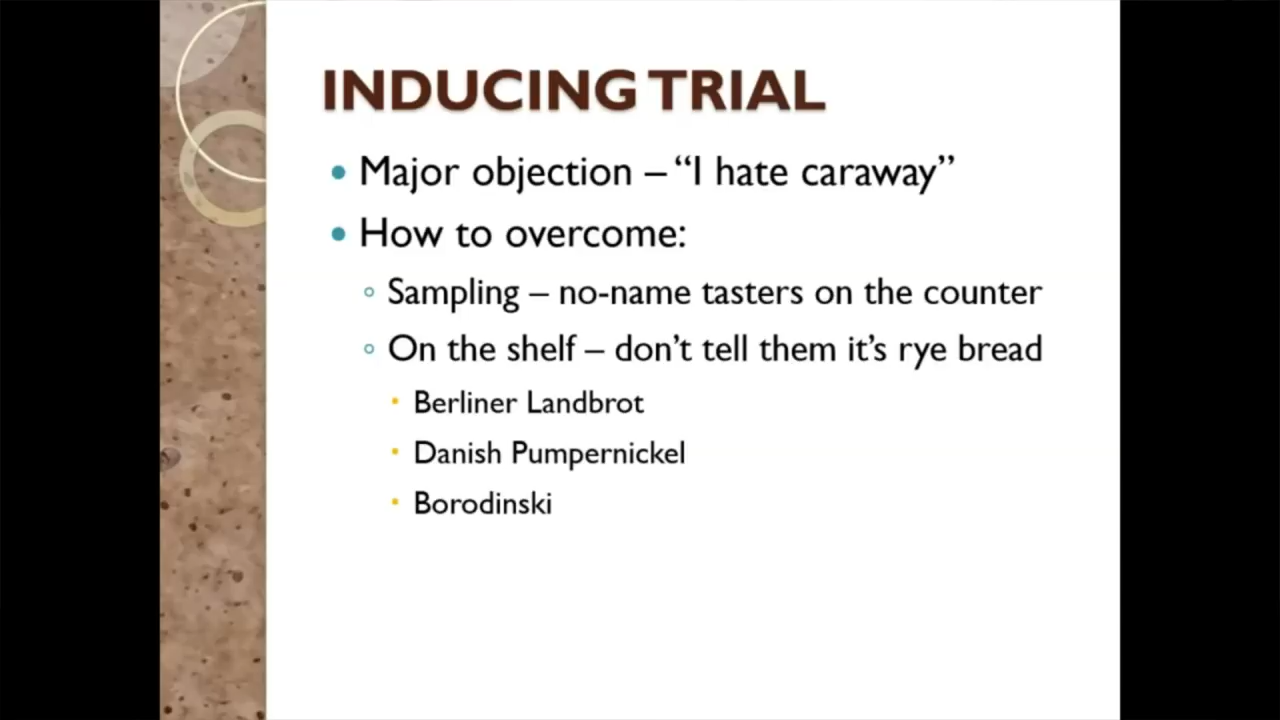 INDUCING TRIAL
• Major objection – “I hate caraway”
• How to overcome:
◦ Sampling – no-name tasters on the counter
◦ On the shelf – don’t tell them it’s rye bread
▪ Berliner Landbrot
▪ Danish Pumpernickel
▪ Borodinski